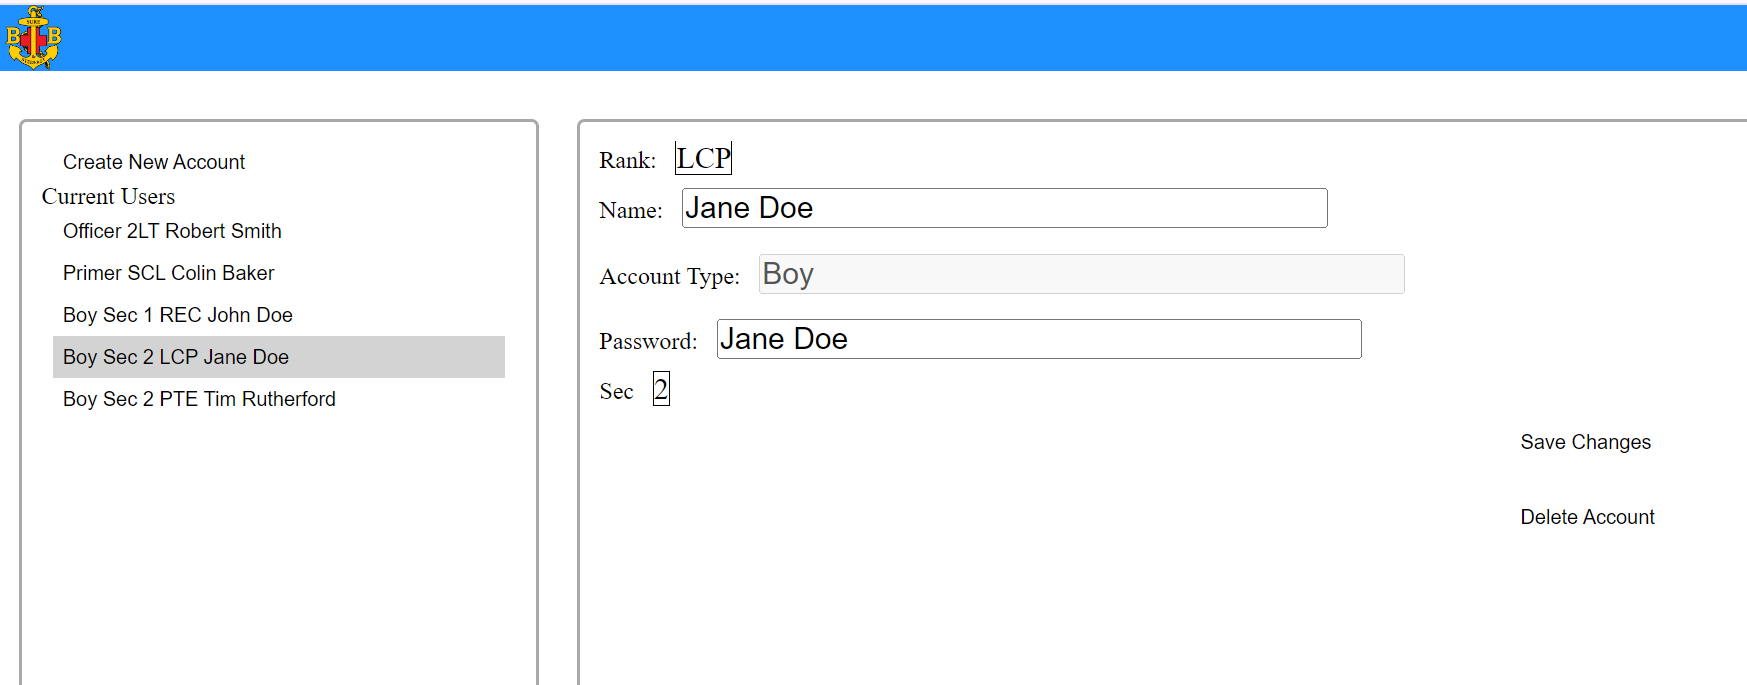 SURE
B B
Create New Account
Current Users
Officer 2LT Robert Smith
Primer SCL Colin Baker
Boy Sec 1 REC John Doe
Boy Sec 2 LCP Jane Doe
Boy Sec 2 PTE Tim Rutherford
Rank: LCP
Name: Jane Doe
Account Type: Boy
Password: Jane Doe
Sec 2
Save Changes
Delete Account